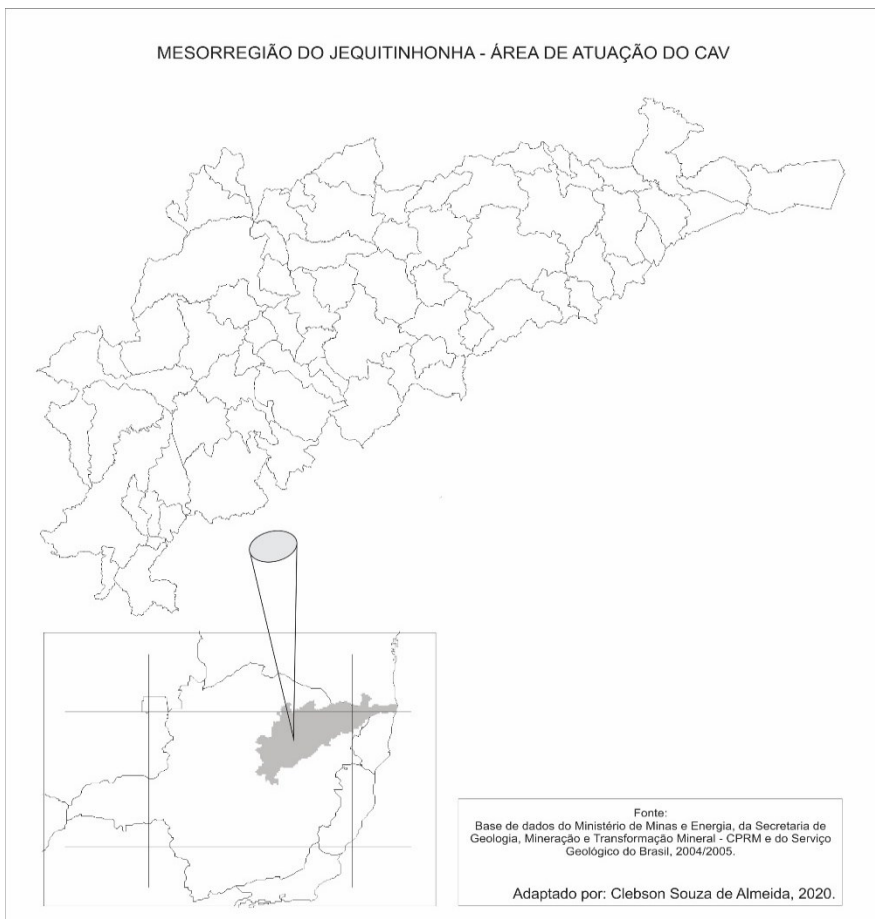 MESORREGIÃO DO JEQUITINHONHA - ÁREA DE ATUAÇÃO DO CAV
Fonte:
Base de dados do Ministério de Minas e Energia, da Secretaria de
Geologia, Mineração e Transformação Mineral - CPRM e do Serviço
Geológico do Brasil, 2004/2005.
Adaptado por: Clebson Souza de Almeida, 2020.